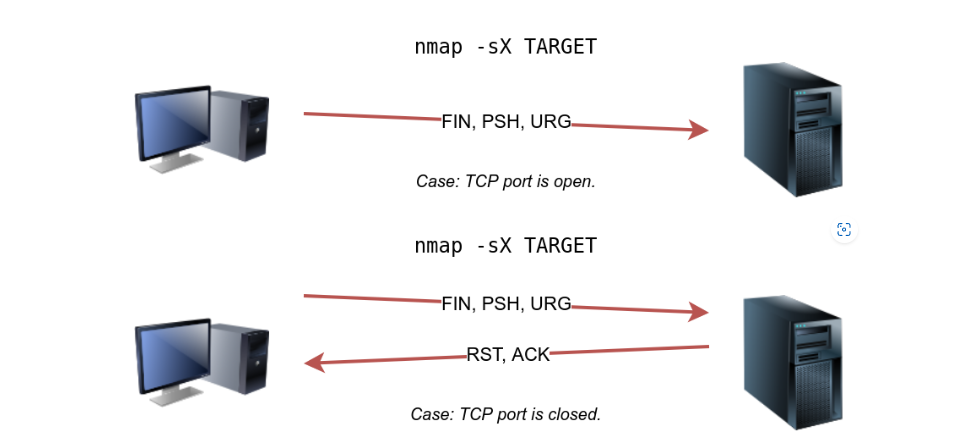 nmap -sX TARGET
FIN, PSH, URG
Case: TCP port is open.
nmap -sX TARGET
FIN, PSH, URG
RST, ACK
Case: TCP port is closed.